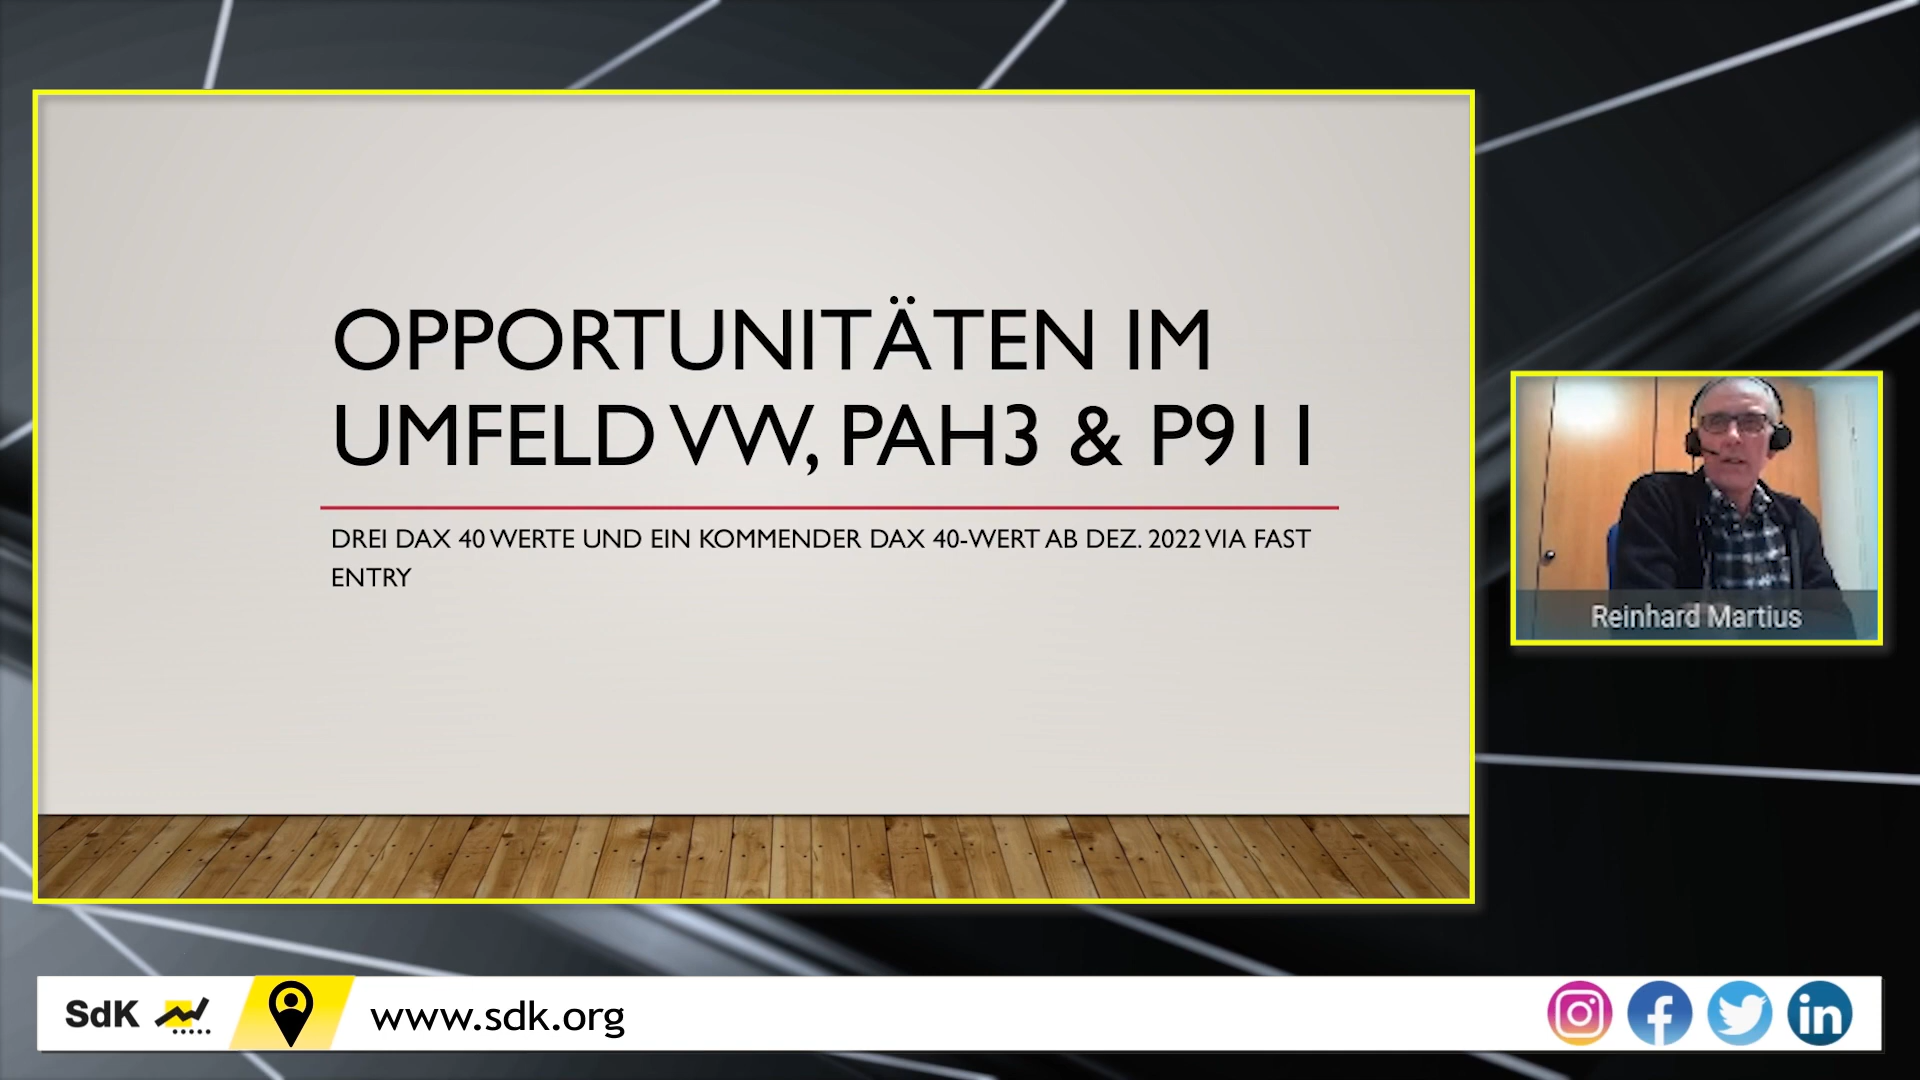 OPPORTUNITÄTEN IM
UMFELD VW, PAH3 & P911
DREI DAX 40 WERTE UND EIN KOMMENDER DAX 40-WERT AB DEZ. 2022 VIA FAST
ENTRY
Reinhard Martius
SdK
www.sdk.org